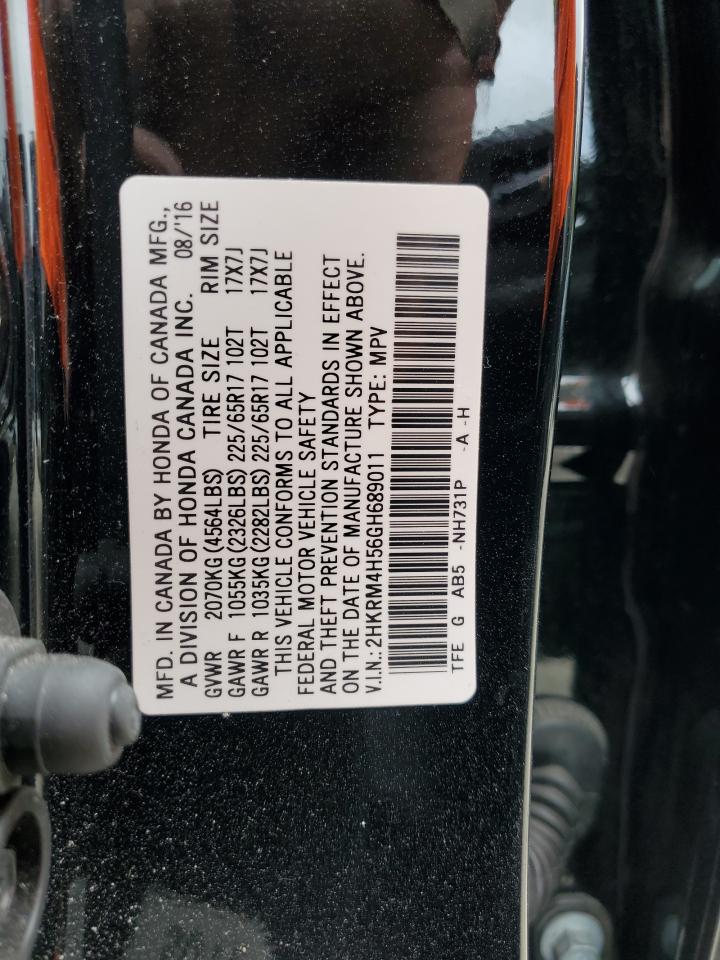 MFD. IN CANADA BY HONDA OF CANADA MFG.,
A DIVISION OF HONDA CANADA INC. 08/'16
GVWR 2070KG (4564LBS) TIRE SIZE RIM SIZE
GAWR F 1055KG (2326LBS) 225/65R17 102T 17X7J
GAWR R 1035KG (2282LBS) 225/65R17 102T 17X7J
THIS VEHICLE CONFORMS TO ALL APPLICABLE
FEDERAL MOTOR VEHICLE SAFETY
AND THEFT PREVENTION STANDARDS IN EFFECT
ON THE DATE OF MANUFACTURE SHOWN ABOVE.
V.I.N.: 2HKRM4H56GH689011 TYPE: MPV
TFE G AB5 -NH731P -A -H